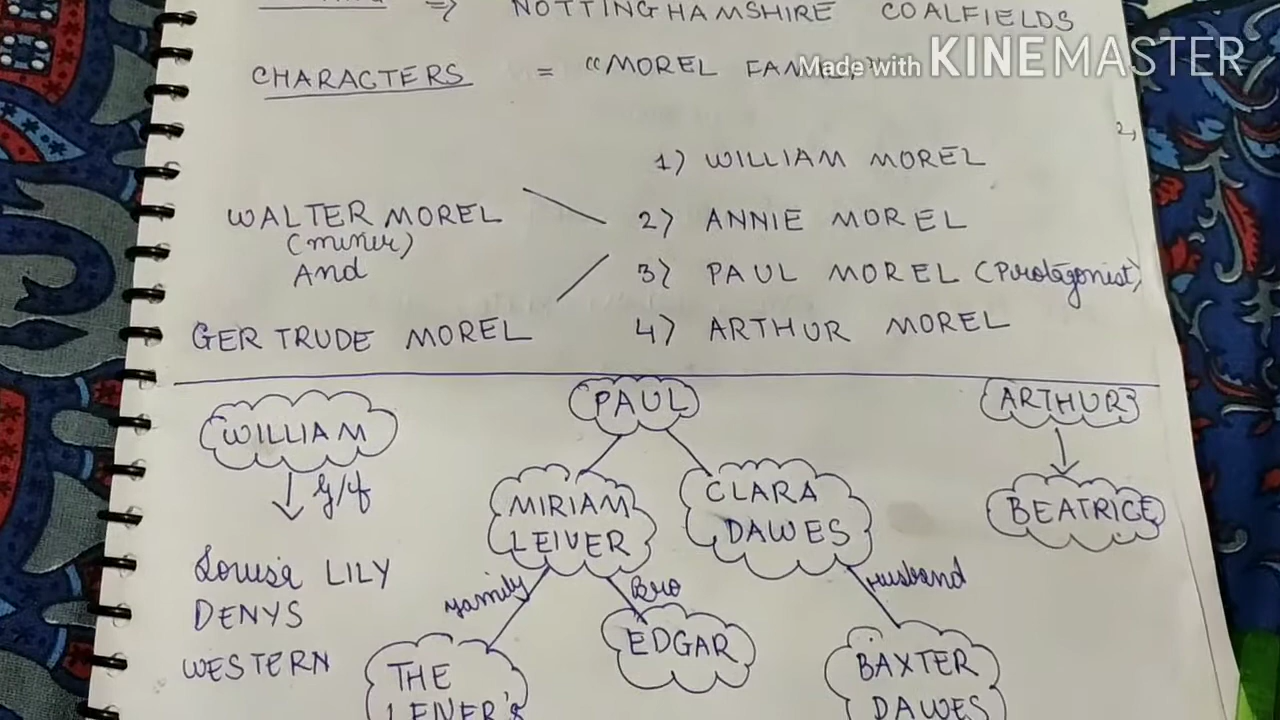 ⇒ NOTTINGHAMSHIRE COALFIELDS
Made with KINEMASTER
CHARACTERS = "MOREL
2,
1) WILLIAM MOREL
WALTER MOREL
(miner)
And
GERTRUDE MOREL
2) ANNIE MOREL
3) PAUL MOREL (Protagonist)
4) ARTHUR MOREL
WILLIAM
g/f
Louisa LILY
DENYS
WESTERN
PAUL
MIRIAM
LEIVER
family
Bro
THE
LEIVER's
EDGAR
CLARA
DAWES
Husband
BAXTER
DAWES
ARTHUR
BEATRICE